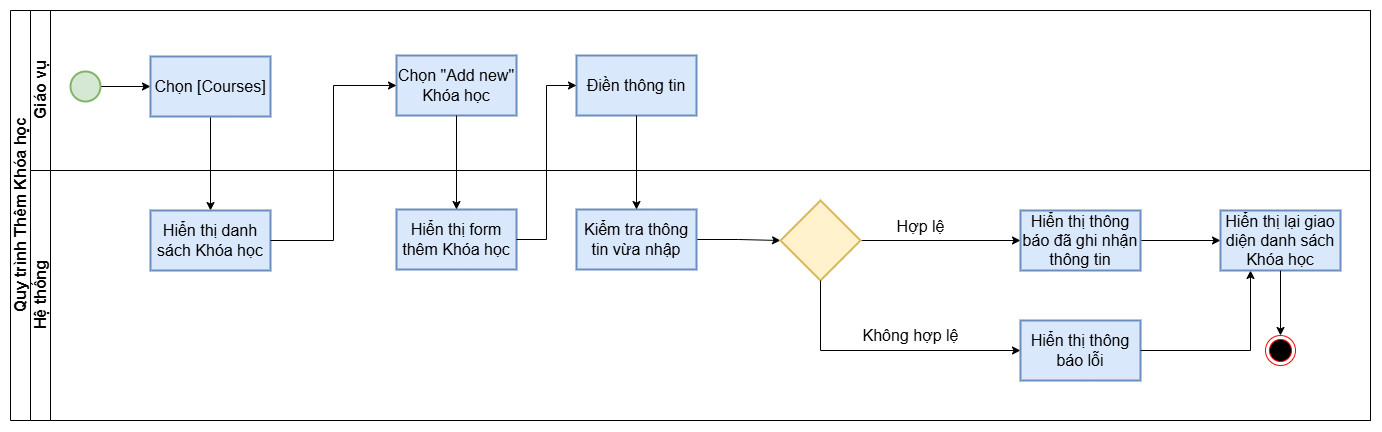 Quy trình Thêm Khóa học
Giáo vụ
Chọn [Courses]
Chọn "Add new"
Khóa học
Điền thông tin
Hệ thống
Hiển thị danh
sách Khóa học
Hiển thị form
thêm Khóa học
Kiểm tra thông
tin vừa nhập
Hợp lệ
Hiển thị thông
báo đã ghi nhận
thông tin
Hiển thị lại giao
diện danh sách
Khóa học
Không hợp lệ
Hiển thị thông
báo lỗi